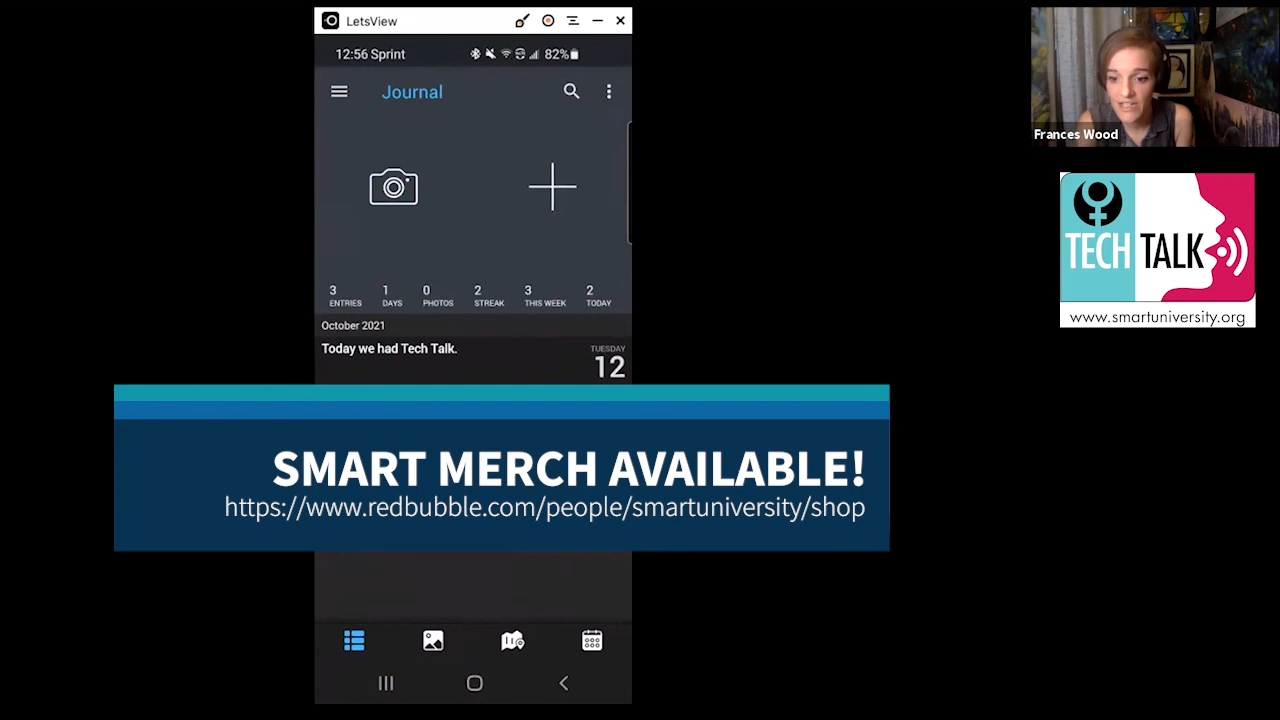 LetsView
12:56 Sprint
82%
Journal
3
ENTRIES
1
DAYS
0
PHOTOS
2
STREAK
3
THIS WEEK
2
TODAY
October 2021
Today we had Tech Talk.
TUESDAY
12
SMART MERCH AVAILABLE!
https://www.redbubble.com/people/smartuniversity/shop
Frances Wood
TECH TALK
www.smartuniversity.org